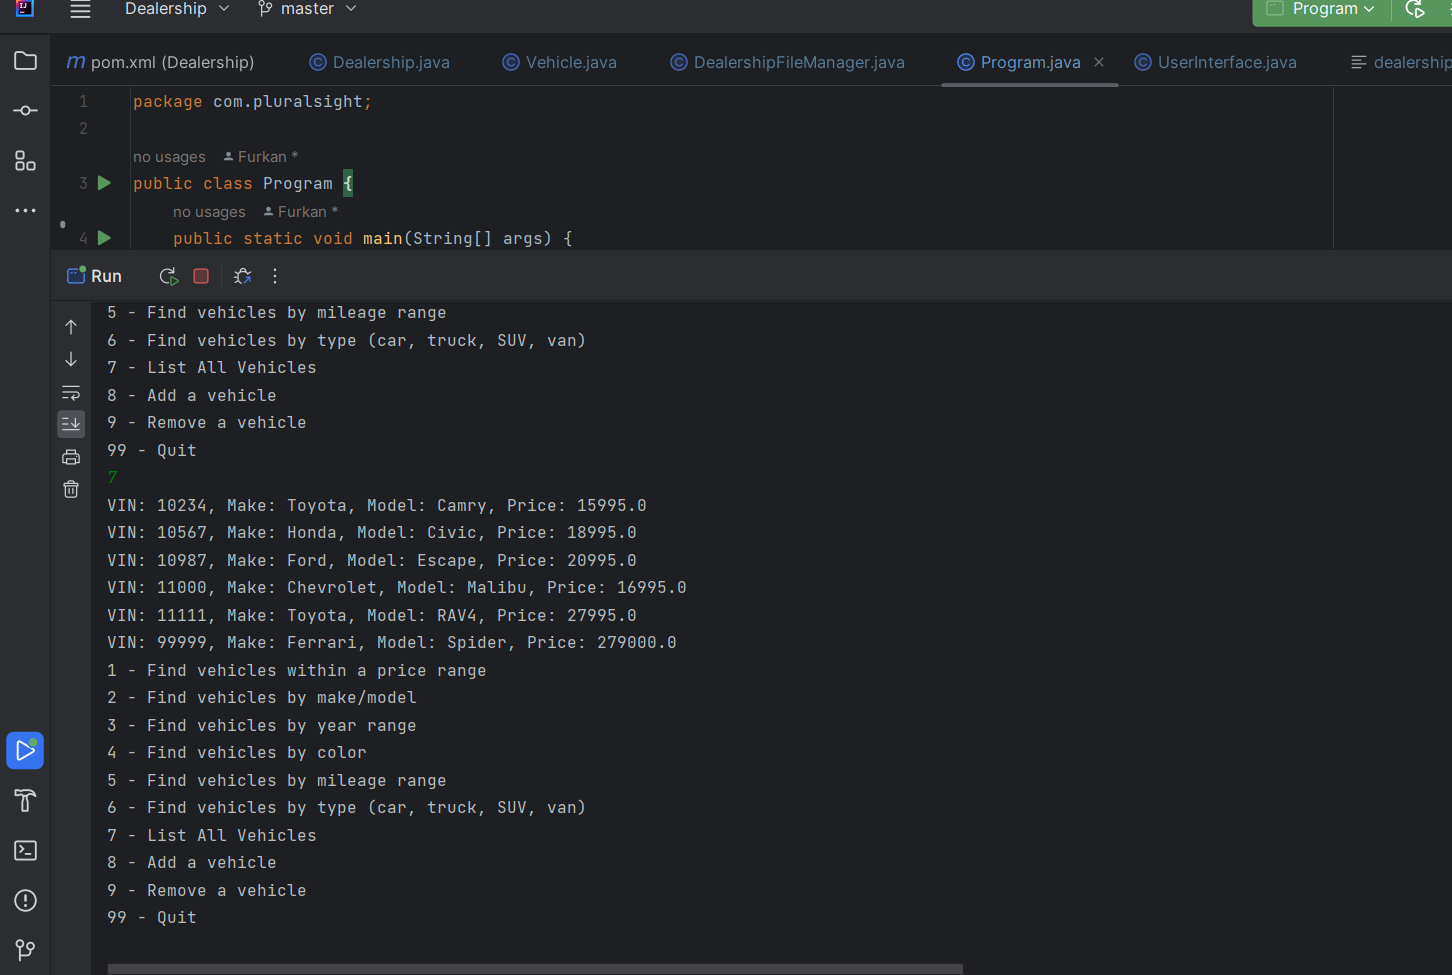 Dealership master Program
pom.xml (Dealership) Dealership.java Vehicle.java DealershipFileManager.java Program.java UserInterface.java dealership
1 package com.pluralsight;
2
no usages Furkan *
3 public class Program {
no usages Furkan *
4 public static void main(String[] args) {
Run
5 - Find vehicles by mileage range
6 - Find vehicles by type (car, truck, SUV, van)
7 - List All Vehicles
8 - Add a vehicle
9 - Remove a vehicle
99 - Quit
7
VIN: 10234, Make: Toyota, Model: Camry, Price: 15995.0
VIN: 10567, Make: Honda, Model: Civic, Price: 18995.0
VIN: 10987, Make: Ford, Model: Escape, Price: 20995.0
VIN: 11000, Make: Chevrolet, Model: Malibu, Price: 16995.0
VIN: 11111, Make: Toyota, Model: RAV4, Price: 27995.0
VIN: 99999, Make: Ferrari, Model: Spider, Price: 279000.0
1 - Find vehicles within a price range
2 - Find vehicles by make/model
3 - Find vehicles by year range
4 - Find vehicles by color
5 - Find vehicles by mileage range
6 - Find vehicles by type (car, truck, SUV, van)
7 - List All Vehicles
8 - Add a vehicle
9 - Remove a vehicle
99 - Quit